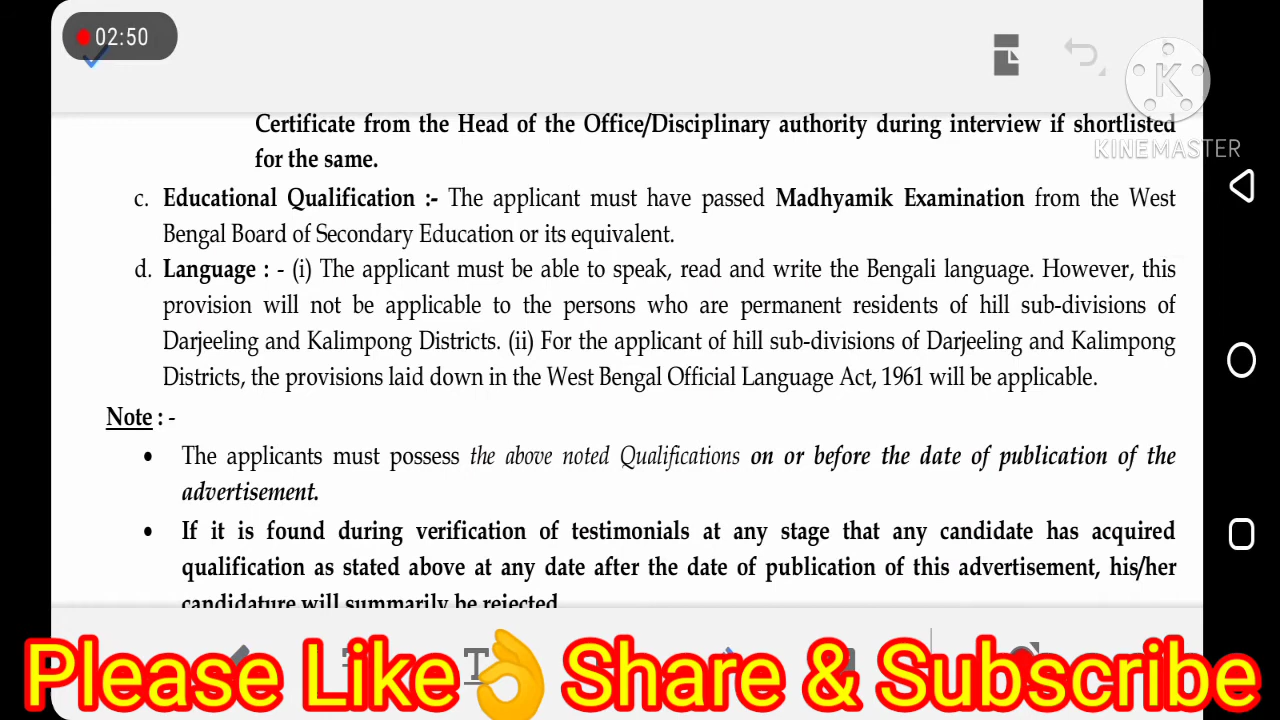 02:50
KINEMASTER
Certificate from the Head of the Office/Disciplinary authority during interview if shortlisted
for the same.
c. Educational Qualification :- The applicant must have passed Madhyamik Examination from the West
Bengal Board of Secondary Education or its equivalent.
d. Language : - (i) The applicant must be able to speak, read and write the Bengali language. However, this
provision will not be applicable to the persons who are permanent residents of hill sub-divisions of
Darjeeling and Kalimpong Districts. (ii) For the applicant of hill sub-divisions of Darjeeling and Kalimpong
Districts, the provisions laid down in the West Bengal Official Language Act, 1961 will be applicable.
Note : -
• The applicants must possess the above noted Qualifications on or before the date of publication of the
advertisement.
• If it is found during verification of testimonials at any stage that any candidate has acquired
qualification as stated above at any date after the date of publication of this advertisement, his/her
candidature will summarily be rejected
Please Like👌Share & Subscribe